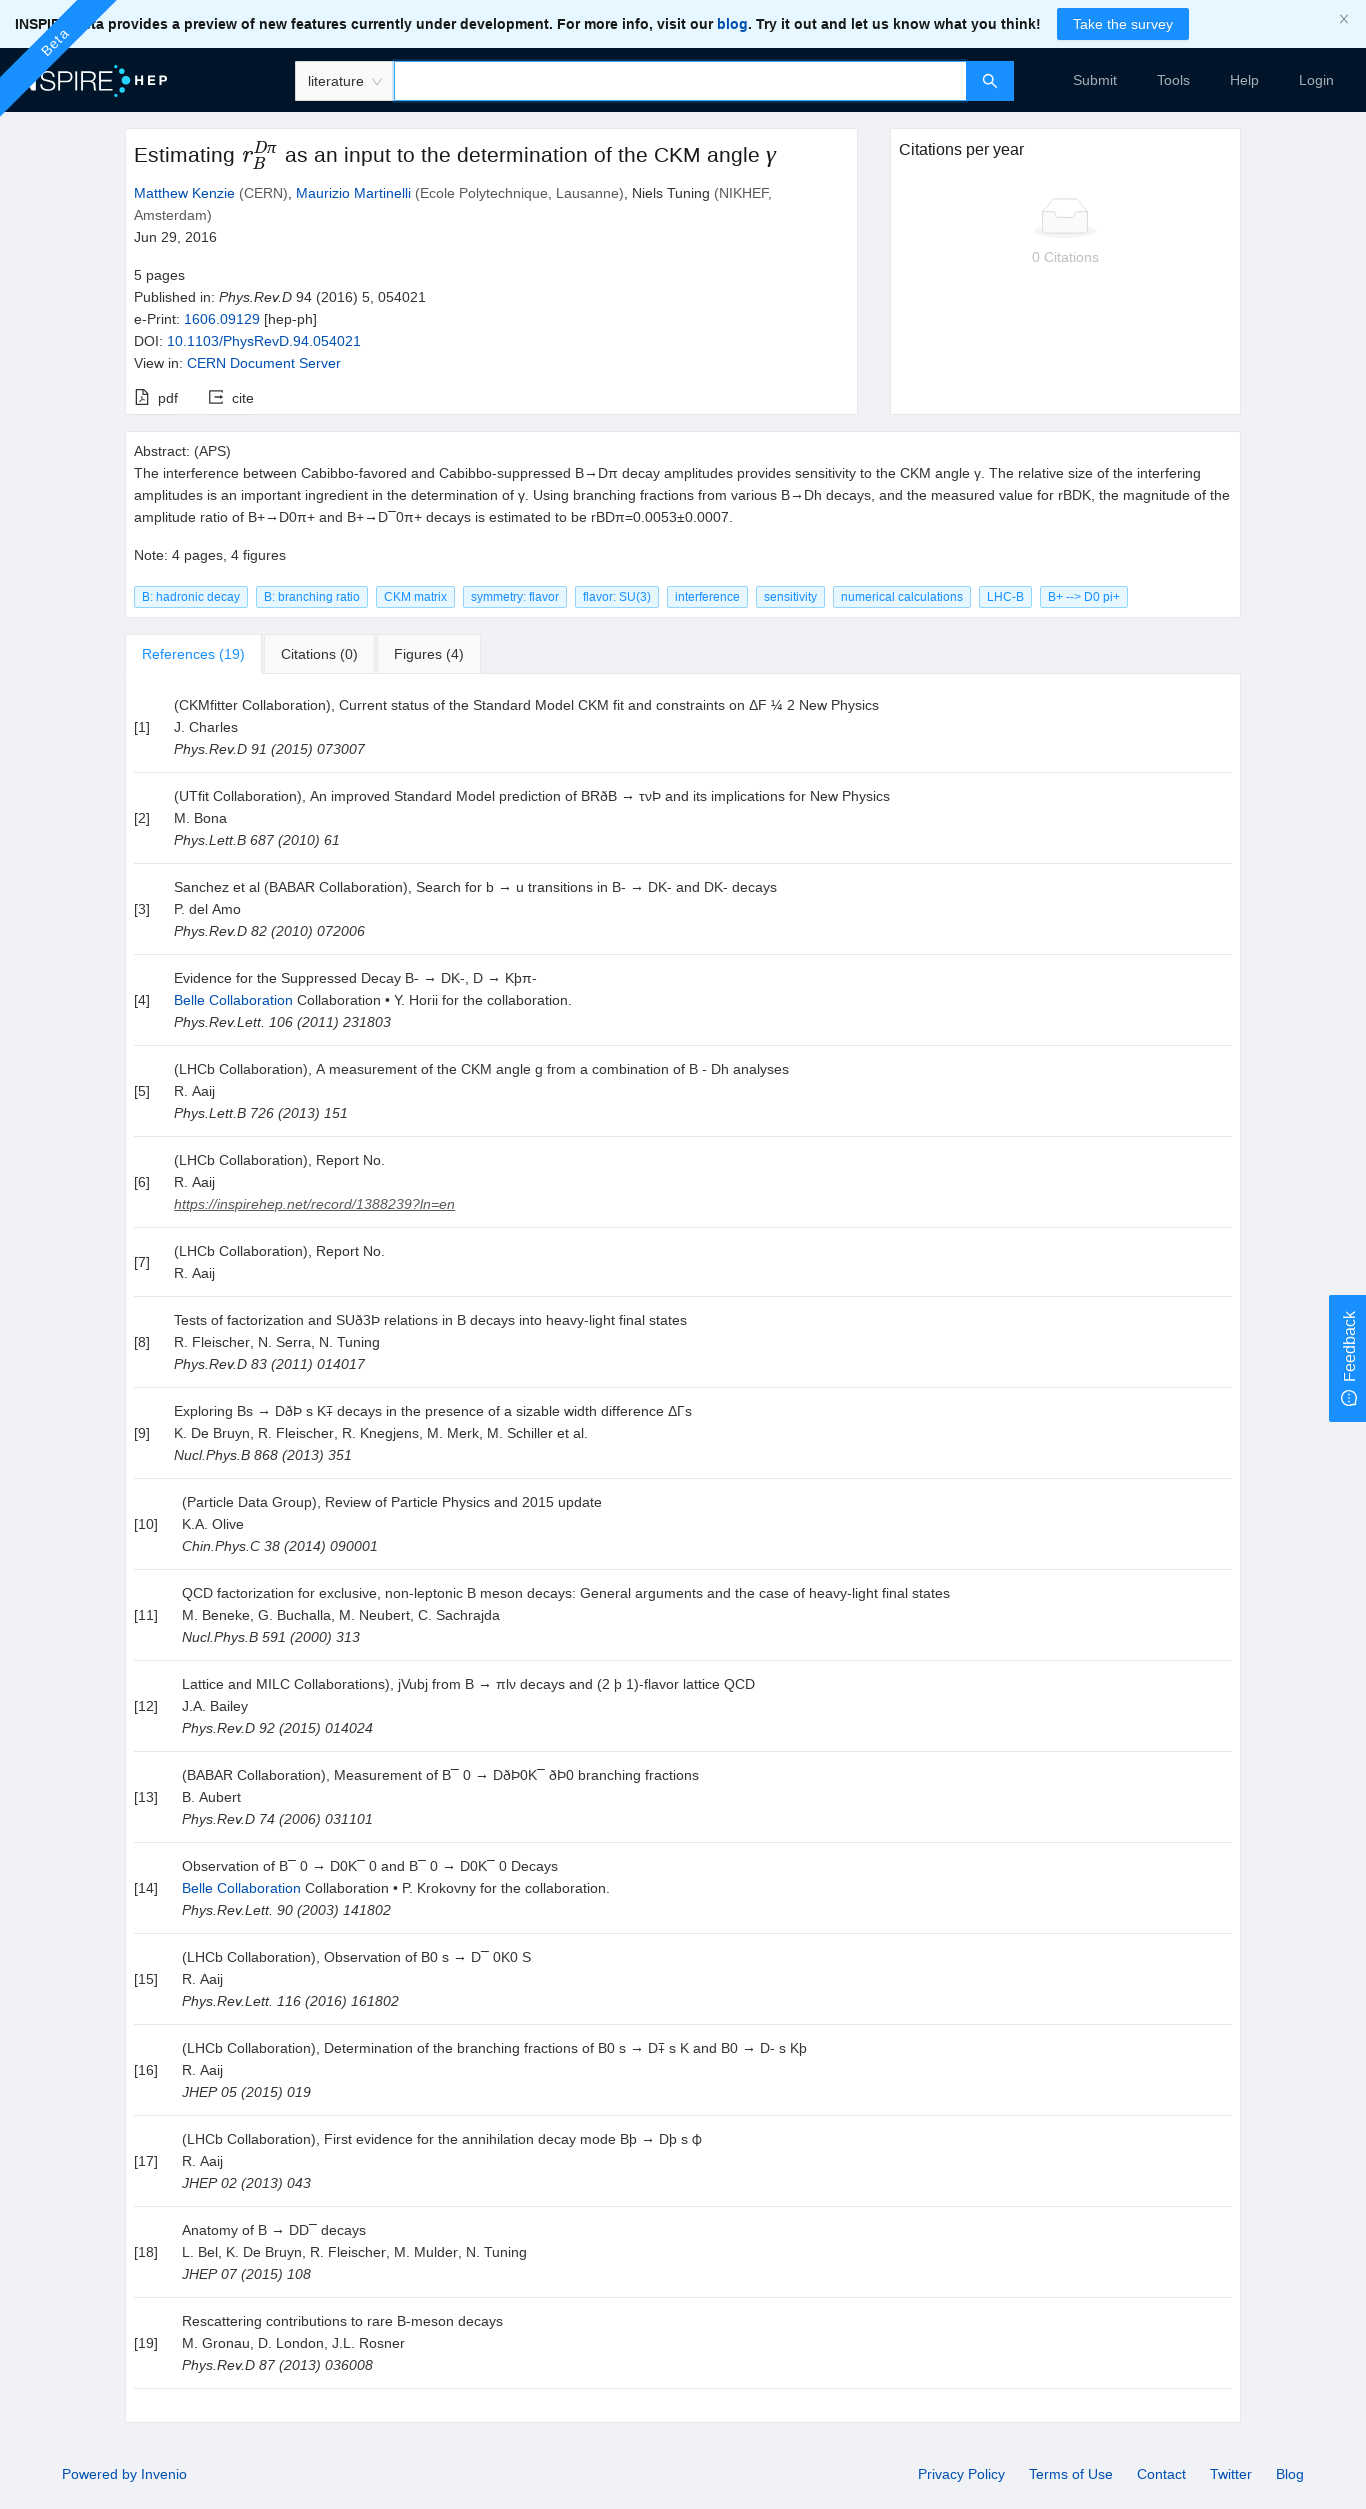 INSPIRE Beta provides a preview of new features currently under development. For more info, visit our blog. Try it out and let us know what you think! Take the survey
Beta
INSPIRE HEP
literature
Submit Tools Help Login
Estimating r_B^{Dπ} as an input to the determination of the CKM angle γ
Matthew Kenzie (CERN), Maurizio Martinelli (Ecole Polytechnique, Lausanne), Niels Tuning (NIKHEF,
Amsterdam)
Jun 29, 2016
5 pages
Published in: Phys.Rev.D 94 (2016) 5, 054021
e-Print: 1606.09129 [hep-ph]
DOI: 10.1103/PhysRevD.94.054021
View in: CERN Document Server
pdf cite
Citations per year
0 Citations
Abstract: (APS)
The interference between Cabibbo-favored and Cabibbo-suppressed B→Dπ decay amplitudes provides sensitivity to the CKM angle γ. The relative size of the interfering
amplitudes is an important ingredient in the determination of γ. Using branching fractions from various B→Dh decays, and the measured value for rBDK, the magnitude of the
amplitude ratio of B+→D0π+ and B+→D¯0π+ decays is estimated to be rBDπ=0.0053±0.0007.
Note: 4 pages, 4 figures
B: hadronic decay B: branching ratio CKM matrix symmetry: flavor flavor: SU(3) interference sensitivity numerical calculations LHC-B B+ --> D0 pi+
References (19) Citations (0) Figures (4)
(CKMfitter Collaboration), Current status of the Standard Model CKM fit and constraints on ΔF ¼ 2 New Physics
[1] J. Charles
Phys.Rev.D 91 (2015) 073007
(UTfit Collaboration), An improved Standard Model prediction of BRðB → τνÞ and its implications for New Physics
[2] M. Bona
Phys.Lett.B 687 (2010) 61
Sanchez et al (BABAR Collaboration), Search for b → u transitions in B- → DK- and DK- decays
[3] P. del Amo
Phys.Rev.D 82 (2010) 072006
Evidence for the Suppressed Decay B- → DK-, D → Kþπ-
[4] Belle Collaboration Collaboration • Y. Horii for the collaboration.
Phys.Rev.Lett. 106 (2011) 231803
(LHCb Collaboration), A measurement of the CKM angle g from a combination of B - Dh analyses
[5] R. Aaij
Phys.Lett.B 726 (2013) 151
(LHCb Collaboration), Report No.
[6] R. Aaij
https://inspirehep.net/record/1388239?ln=en
(LHCb Collaboration), Report No.
[7] R. Aaij
Tests of factorization and SUð3Þ relations in B decays into heavy-light final states
[8] R. Fleischer, N. Serra, N. Tuning
Phys.Rev.D 83 (2011) 014017
Exploring Bs → DðÞ s K∓ decays in the presence of a sizable width difference ΔΓs
[9] K. De Bruyn, R. Fleischer, R. Knegjens, M. Merk, M. Schiller et al.
Nucl.Phys.B 868 (2013) 351
(Particle Data Group), Review of Particle Physics and 2015 update
[10] K.A. Olive
Chin.Phys.C 38 (2014) 090001
QCD factorization for exclusive, non-leptonic B meson decays: General arguments and the case of heavy-light final states
[11] M. Beneke, G. Buchalla, M. Neubert, C. Sachrajda
Nucl.Phys.B 591 (2000) 313
Lattice and MILC Collaborations), jVubj from B → πlν decays and (2 þ 1)-flavor lattice QCD
[12] J.A. Bailey
Phys.Rev.D 92 (2015) 014024
(BABAR Collaboration), Measurement of B¯ 0 → DðÞ0K¯ ðÞ0 branching fractions
[13] B. Aubert
Phys.Rev.D 74 (2006) 031101
Observation of B¯ 0 → D0K¯ 0 and B¯ 0 → D0K¯ 0 Decays
[14] Belle Collaboration Collaboration • P. Krokovny for the collaboration.
Phys.Rev.Lett. 90 (2003) 141802
(LHCb Collaboration), Observation of B0 s → D¯ 0K0 S
[15] R. Aaij
Phys.Rev.Lett. 116 (2016) 161802
(LHCb Collaboration), Determination of the branching fractions of B0 s → D∓ s K and B0 → D- s Kþ
[16] R. Aaij
JHEP 05 (2015) 019
(LHCb Collaboration), First evidence for the annihilation decay mode Bþ → Dþ s ϕ
[17] R. Aaij
JHEP 02 (2013) 043
Anatomy of B → DD¯ decays
[18] L. Bel, K. De Bruyn, R. Fleischer, M. Mulder, N. Tuning
JHEP 07 (2015) 108
Rescattering contributions to rare B-meson decays
[19] M. Gronau, D. London, J.L. Rosner
Phys.Rev.D 87 (2013) 036008
Feedback
Powered by Invenio
Privacy Policy Terms of Use Contact Twitter Blog